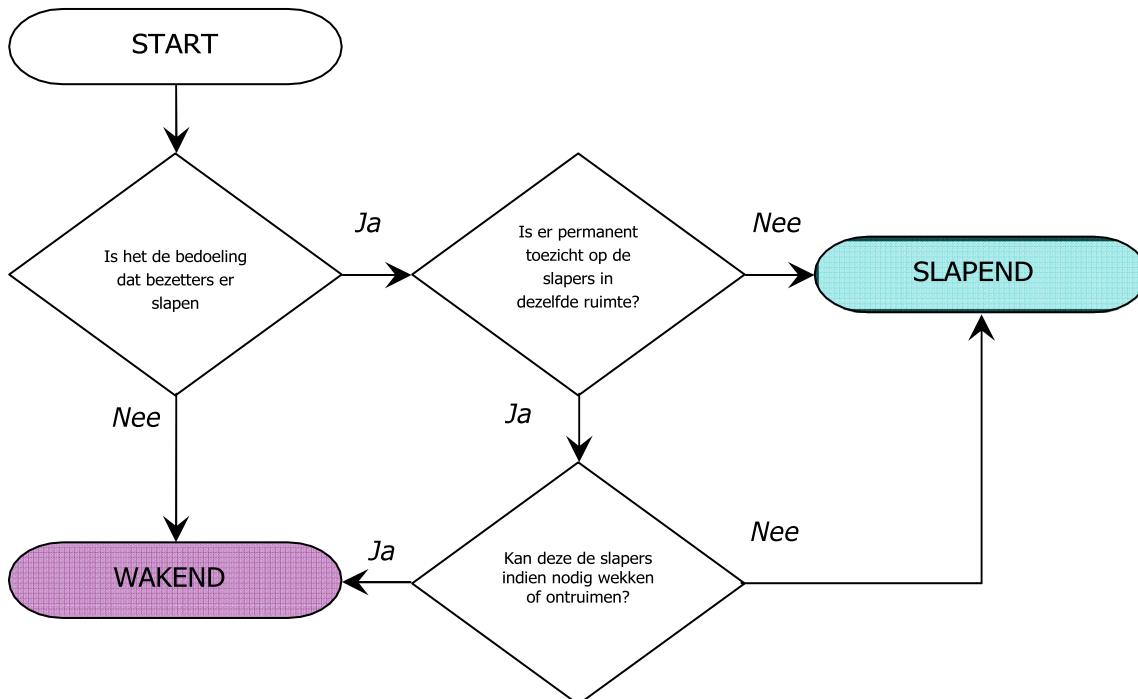 START
Is het de bedoeling
dat bezetters er
slapen
Ja
Is er permanent
toezicht op de
slapers in
dezelfde ruimte?
Nee
SLAPEND
Nee
Ja
WAKEND
Ja
Kan deze de slapers
indien nodig wekken
of ontruimen?
Nee